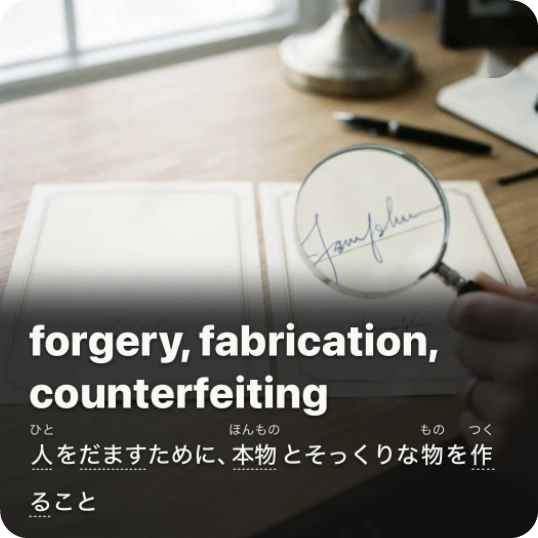 forgery, fabrication,
counterfeiting
人をだますために、本物とそっくりな物を作
ること